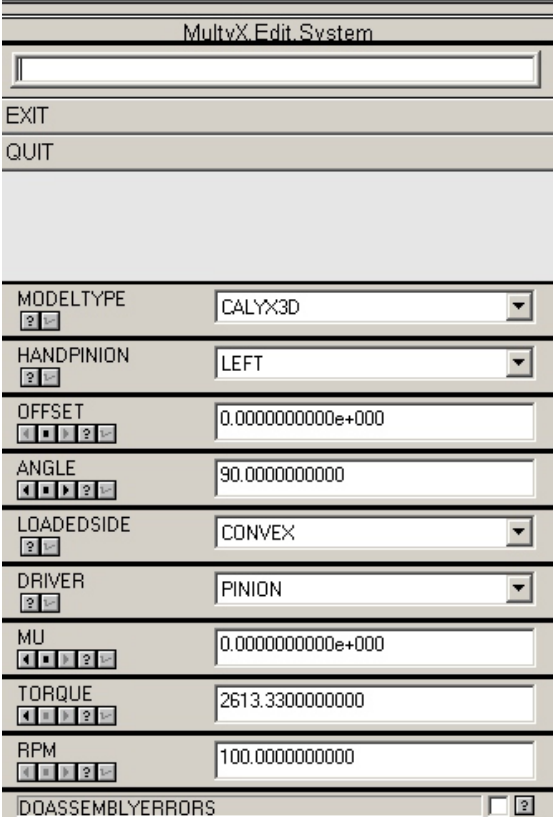 MultyX.Edit.System
EXIT
QUIT
MODELTYPE
CALYX3D
HANDPINION
LEFT
OFFSET
0.0000000000e+000
ANGLE
90.0000000000
LOADEDSIDE
CONVEX
DRIVER
PINION
MU
0.0000000000e+000
TORQUE
2613.3300000000
RPM
100.0000000000
DOASSEMBLYERRORS